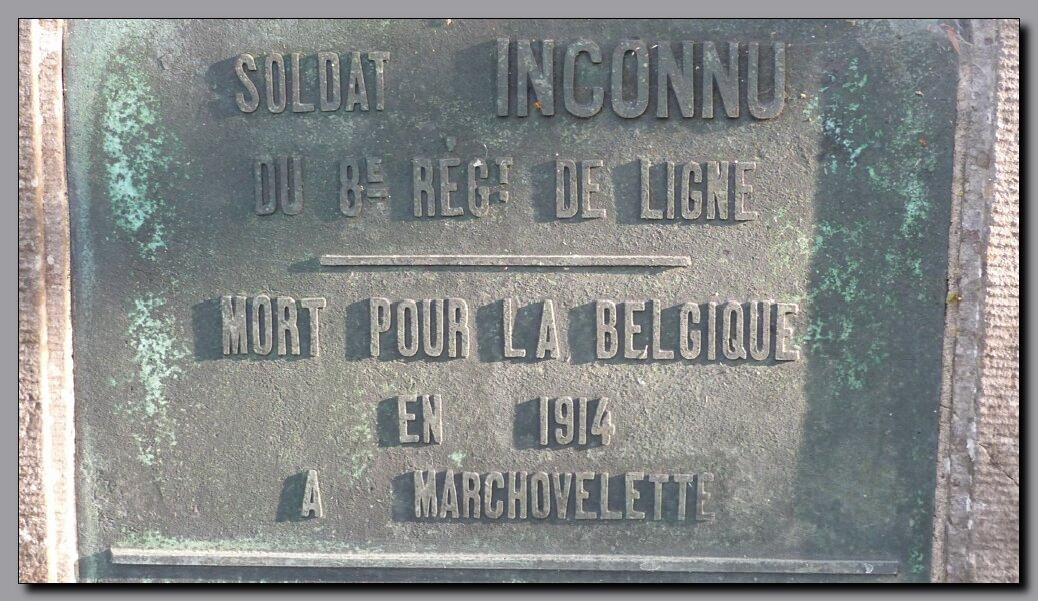 SOLDAT INCONNU
DU 8E RÉGT DE LIGNE
MORT POUR LA BELGIQUE
EN 1914
A MARCHOVELETTE